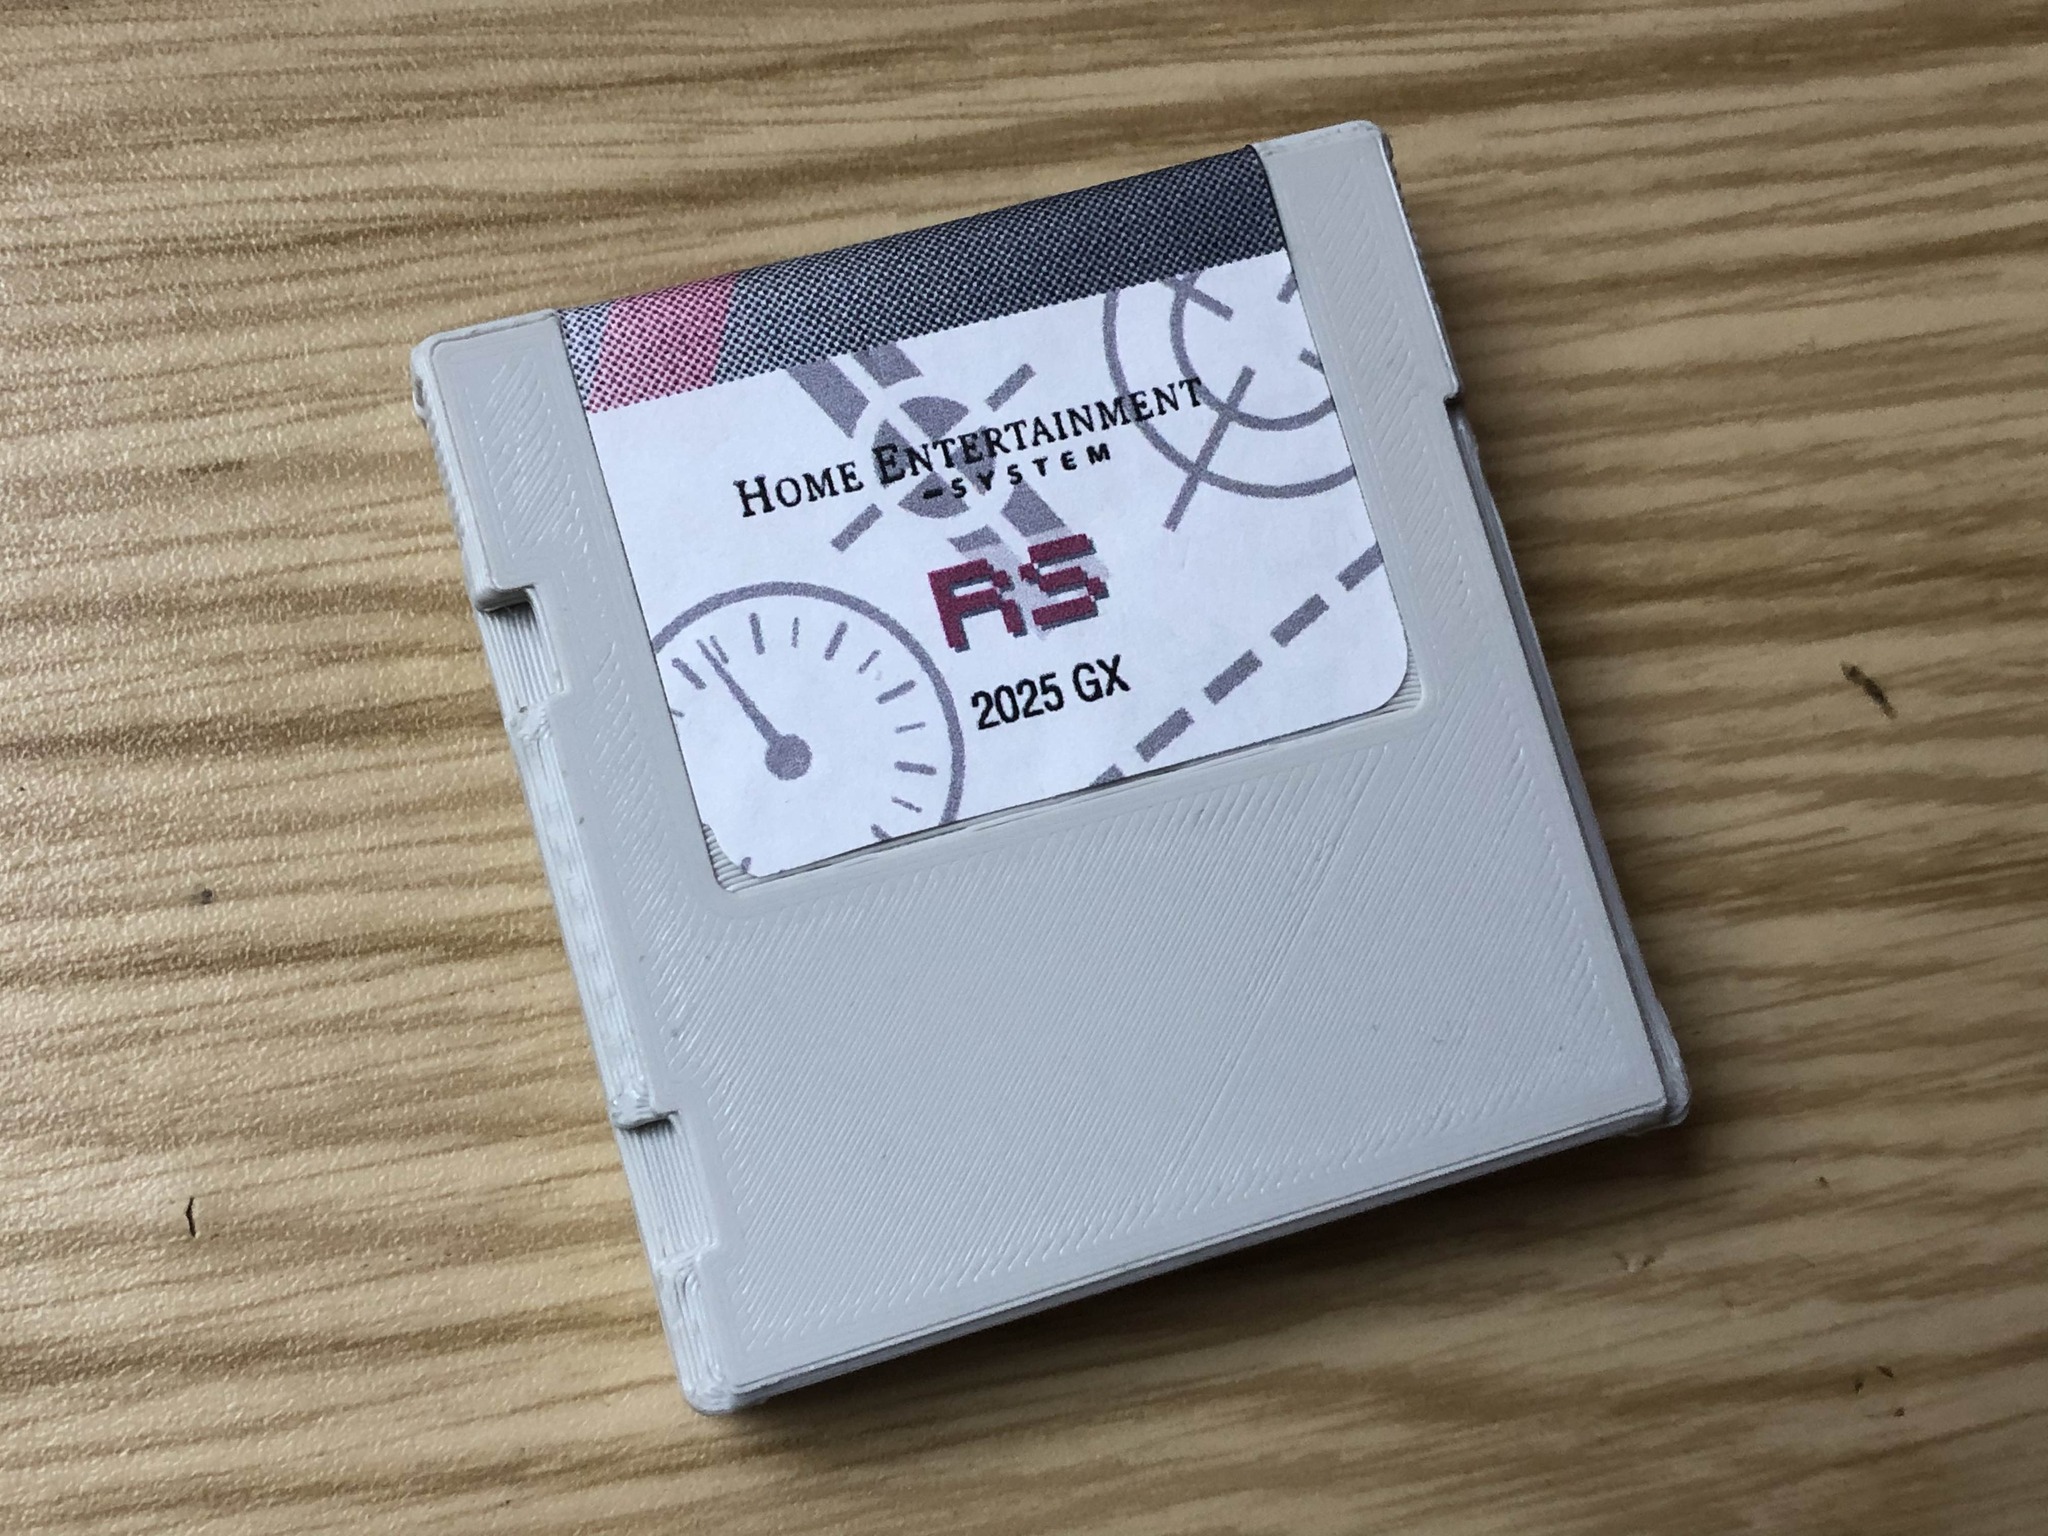 HOME ENTERTAINMENT
SYSTEM
RS
2025 GX